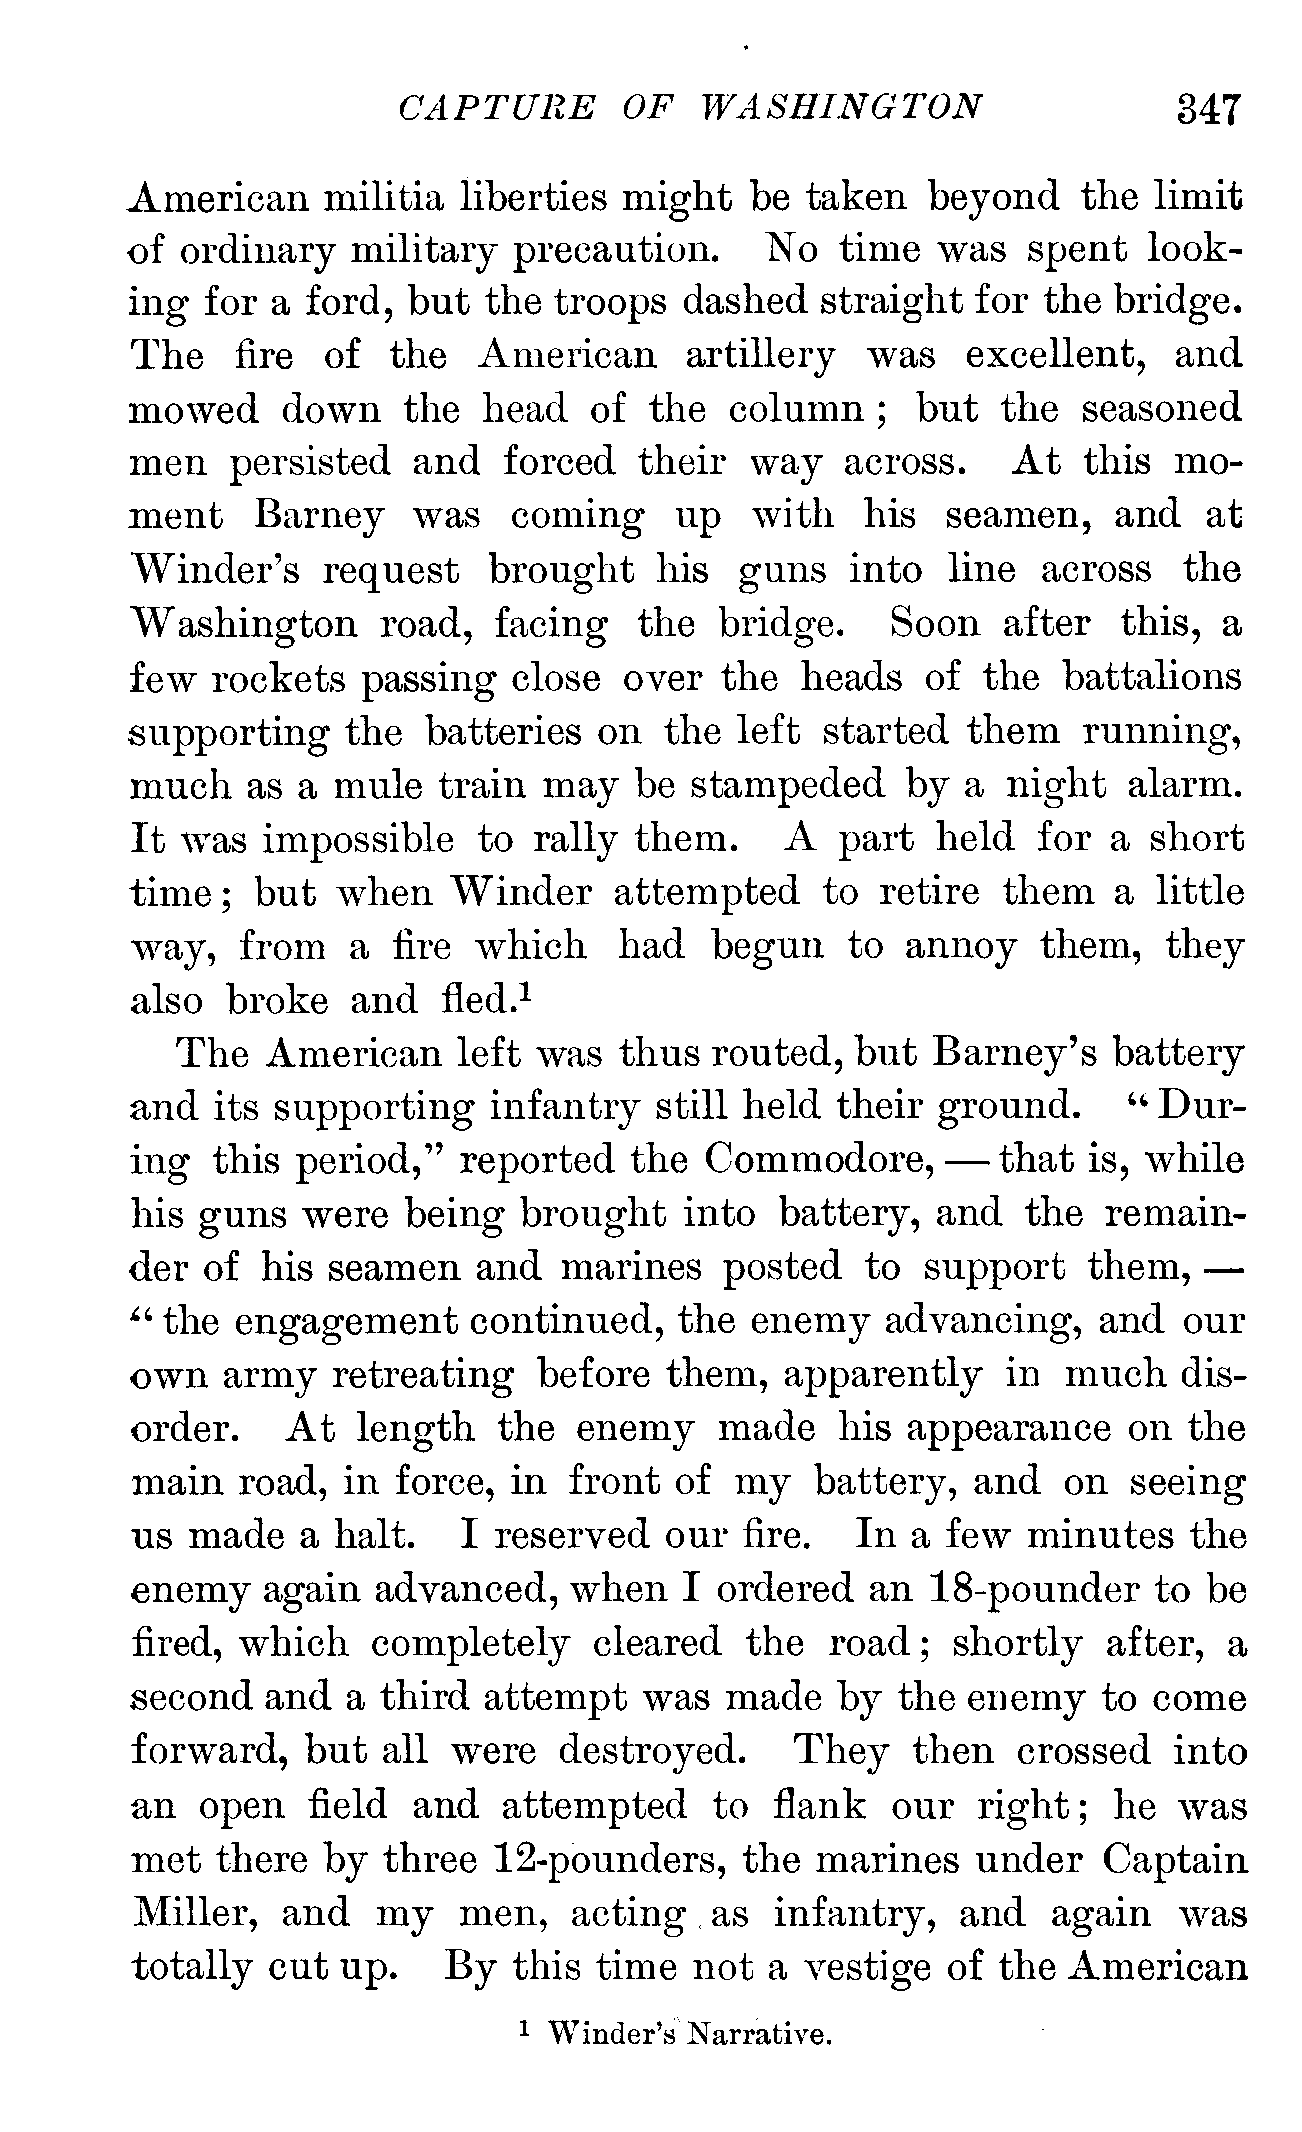 CAPTURE OF WASHINGTON 347
American militia liberties might be taken beyond the limit
of ordinary military precaution. No time was spent look-
ing for a ford, but the troops dashed straight for the bridge.
The fire of the American artillery was excellent, and
mowed down the head of the column; but the seasoned
men persisted and forced their way across. At this mo-
ment Barney was coming up with his seamen, and at
Winder's request brought his guns into line across the
Washington road, facing the bridge. Soon after this, a
few rockets passing close over the heads of the battalions
supporting the batteries on the left started them running,
much as a mule train may be stampeded by a night alarm.
It was impossible to rally them. A part held for a short
time; but when Winder attempted to retire them a little
way, from a fire which had begun to annoy them, they
also broke and fled.¹
The American left was thus routed, but Barney's battery
and its supporting infantry still held their ground. "Dur-
ing this period," reported the Commodore, — that is, while
his guns were being brought into battery, and the remain-
der of his seamen and marines posted to support them, —
"the engagement continued, the enemy advancing, and our
own army retreating before them, apparently in much dis-
order. At length the enemy made his appearance on the
main road, in force, in front of my battery, and on seeing
us made a halt. I reserved our fire. In a few minutes the
enemy again advanced, when I ordered an 18-pounder to be
fired, which completely cleared the road; shortly after, a
second and a third attempt was made by the enemy to come
forward, but all were destroyed. They then crossed into
an open field and attempted to flank our right; he was
met there by three 12-pounders, the marines under Captain
Miller, and my men, acting as infantry, and again was
totally cut up. By this time not a vestige of the American
¹ Winder's Narrative.